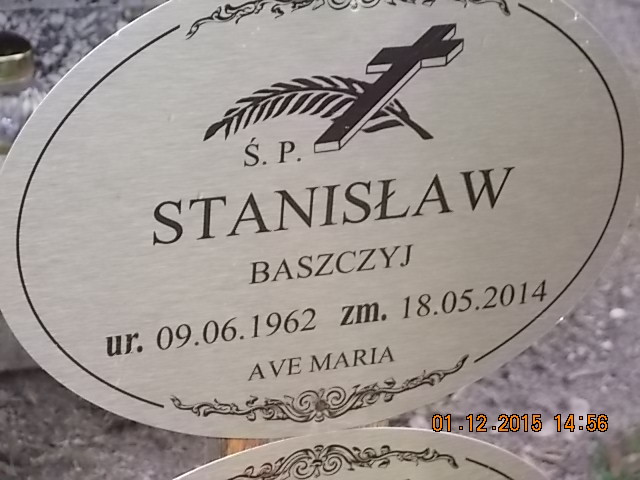 Ś. P.
STANISŁAW
BASZCZYJ
ur. 09.06.1962 zm. 18.05.2014
AVE MARIA
01.12.2015 14:56